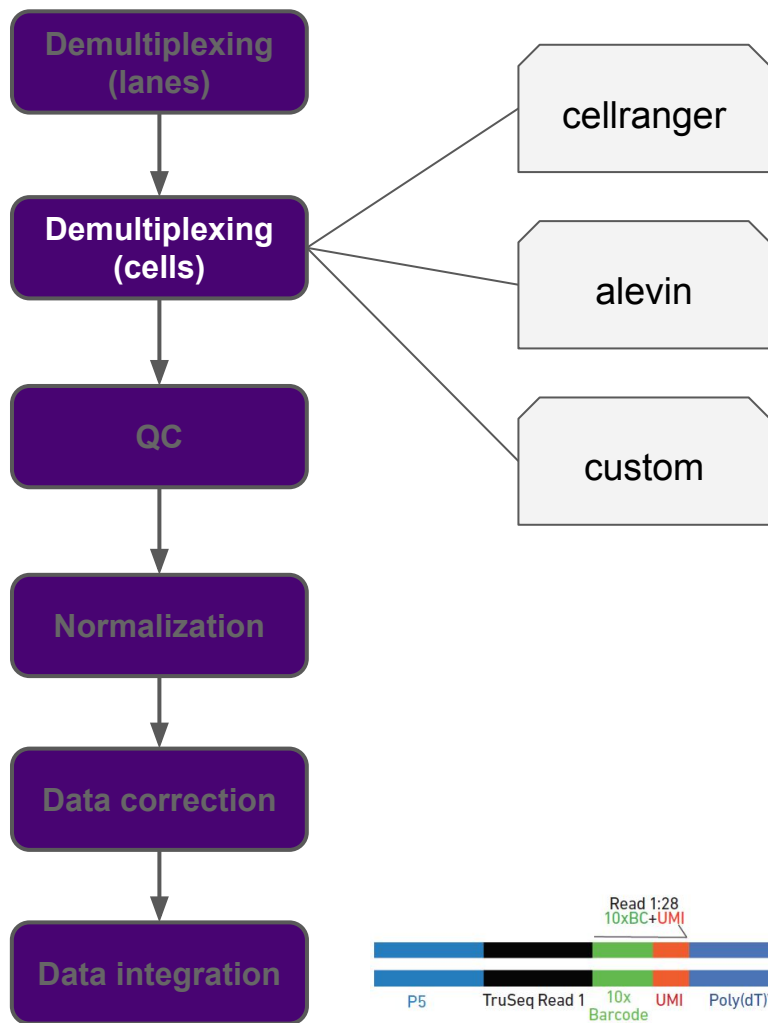 Demultiplexing
(lanes)
Demultiplexing
(cells)
QC
Normalization
Data correction
Data integration
cellranger
alevin
custom
Read 1:28
10xBC+UMI
P5
TruSeq Read 1
10x
Barcode
UMI
Poly(dT)